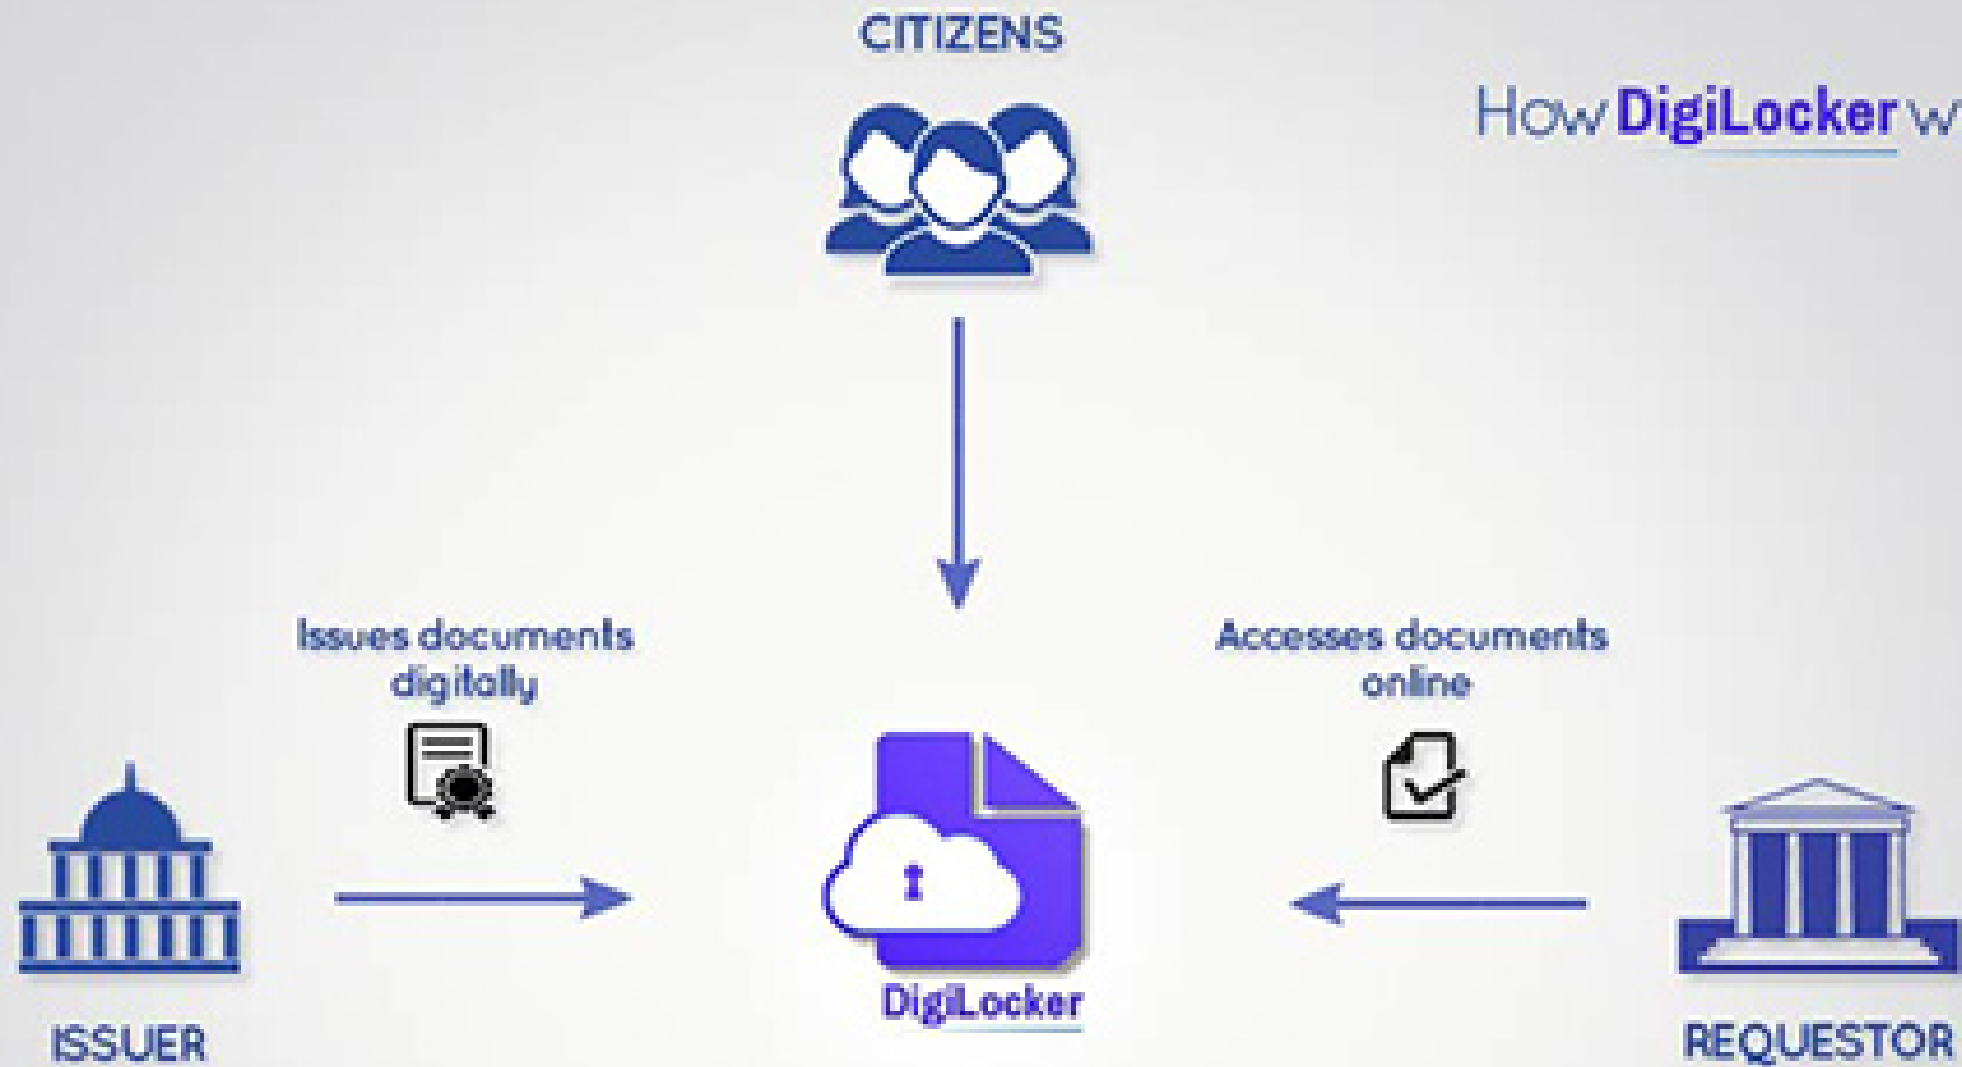 CITIZENS
How DigiLocker w
Issues documents
digitally
Accesses documents
online
DigiLocker
ISSUER
REQUESTOR